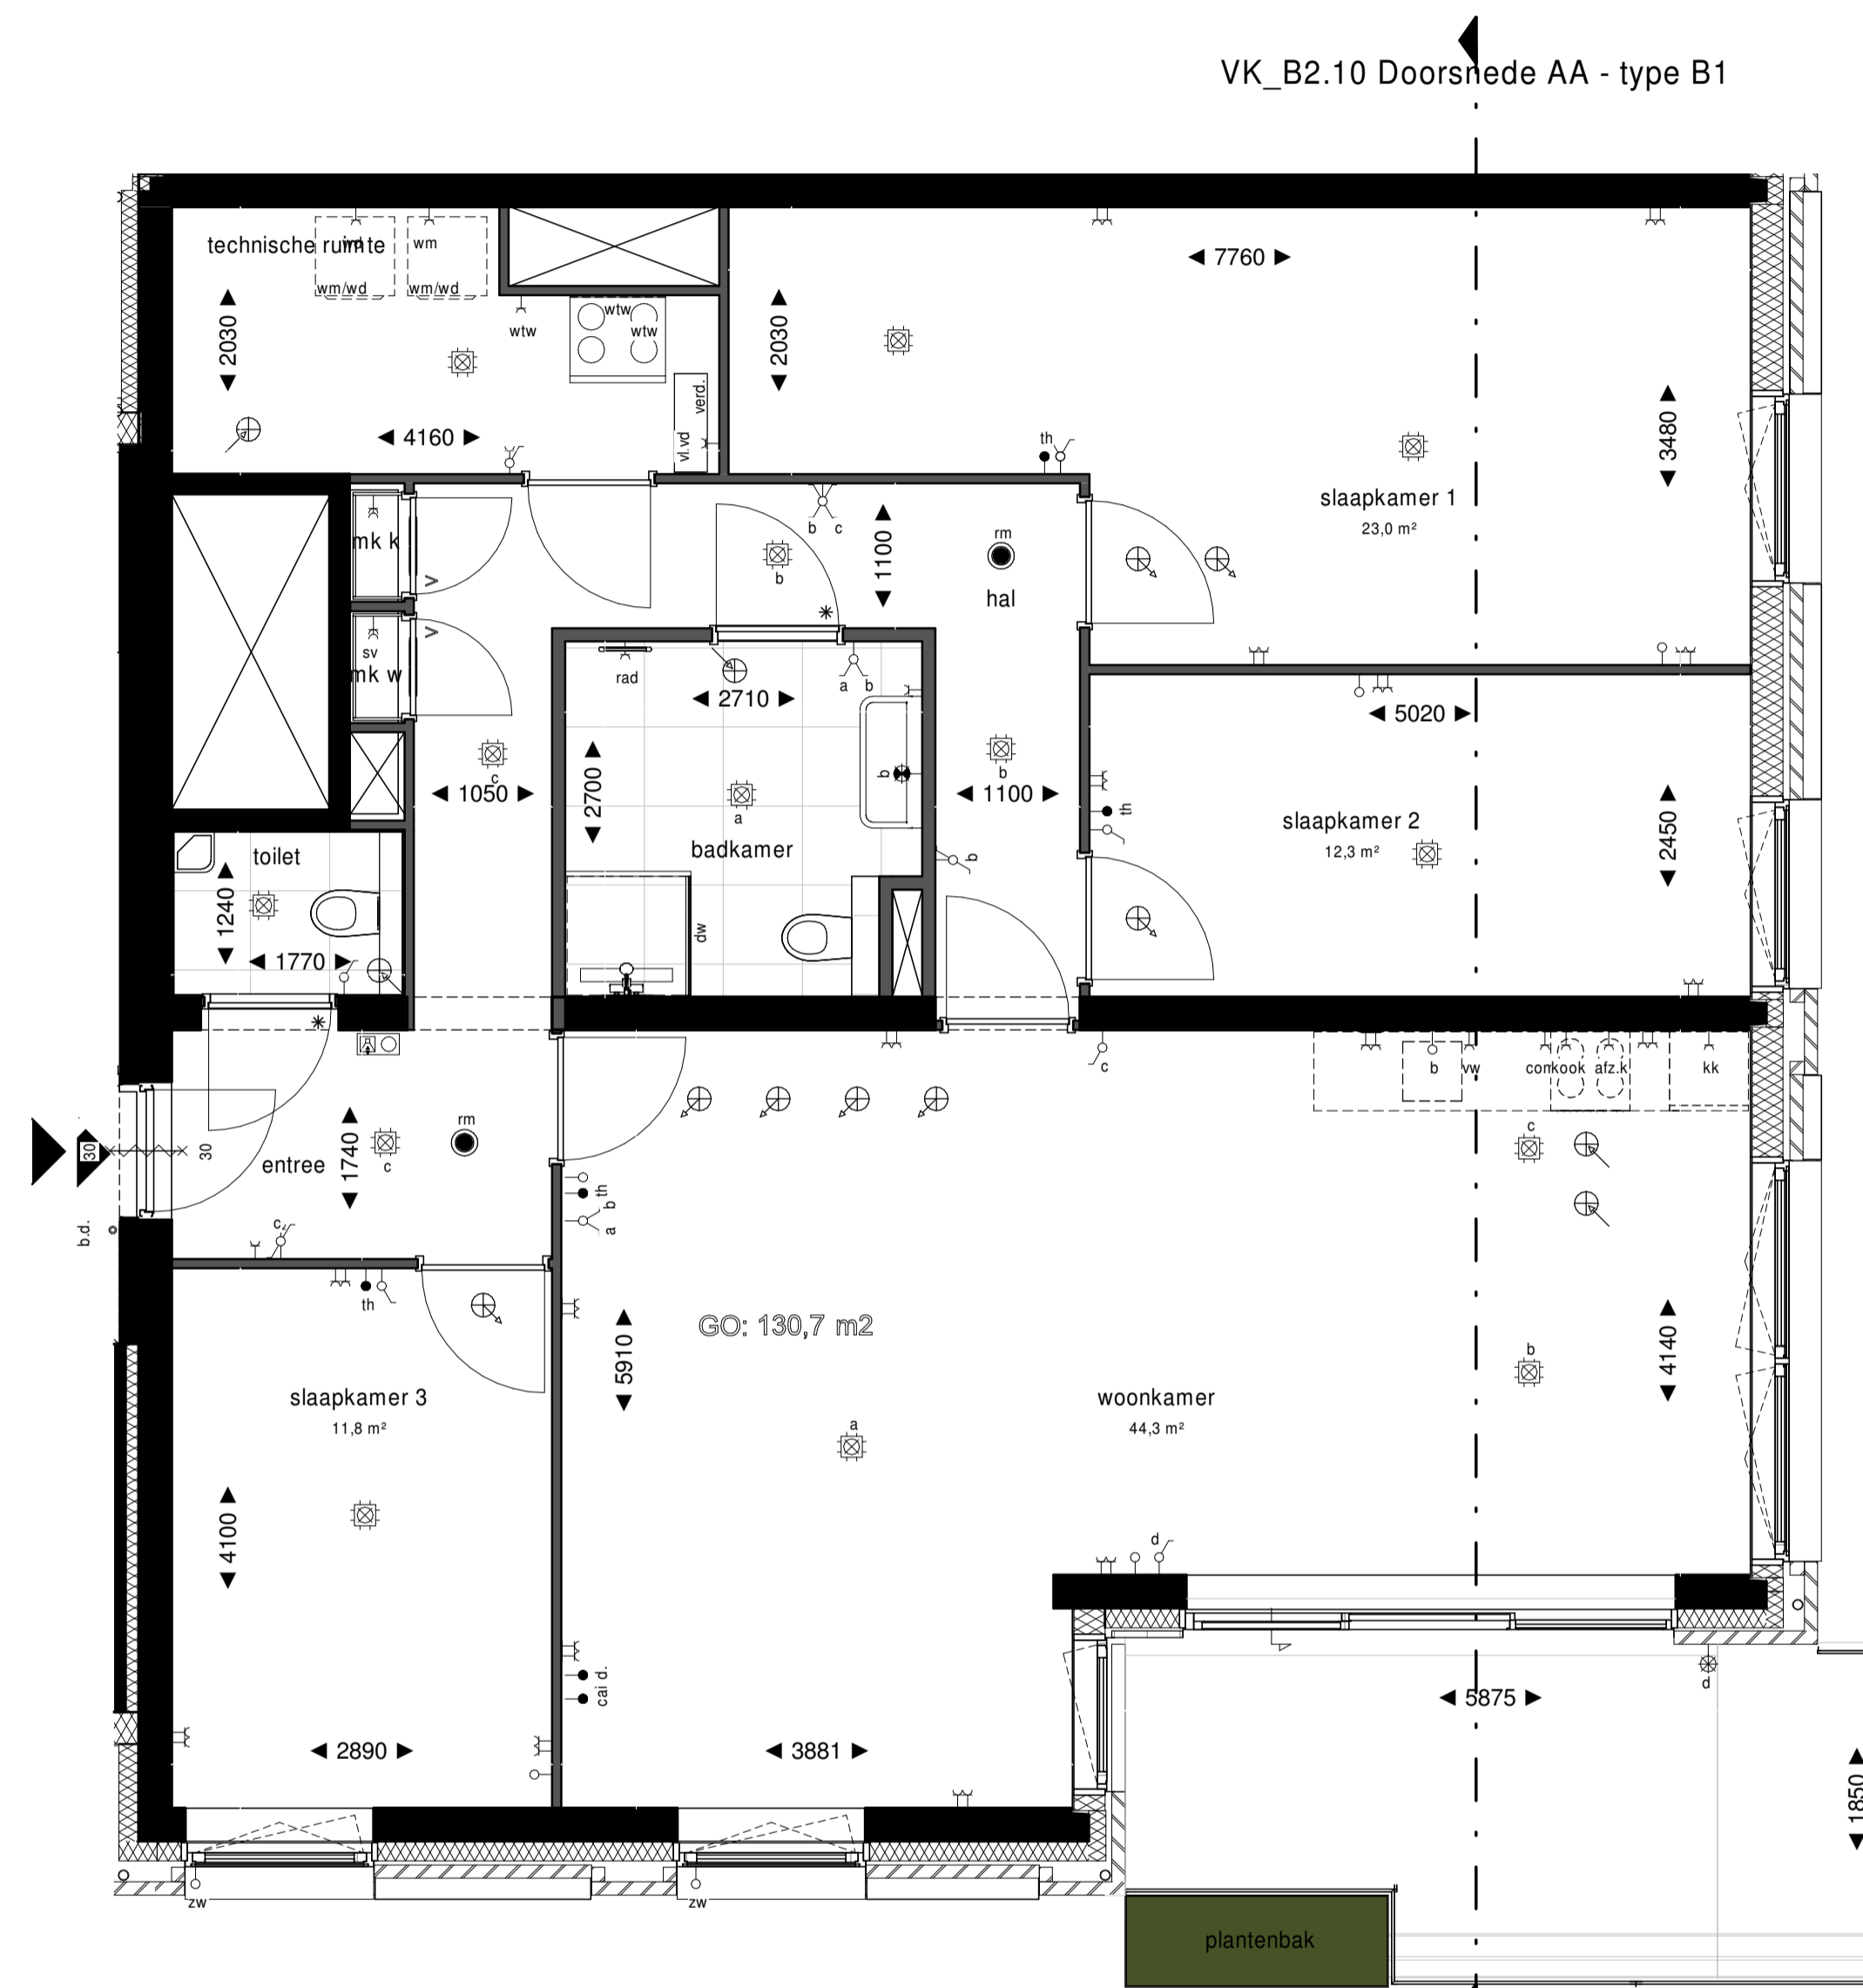 VK_B2.10 Doorsnede AA - type B1
technische ruimte
wd
wm
wm/wd
wm/wd
7760
2030
wtw
wtw
wtw
2030
verd.
vl.vd
4160
th
3480
slaapkamer 1
23,0 m²
mk k
v
b c
1100
rm
b
hal
v
sv
mk w
rad
a b
2710
5020
c
1050
2700
b
a
b
1100
th
slaapkamer 2
12,3 m²
2450
badkamer
b
toilet
1240
1770
dw
c
b
vw
com
kook
afz.k
kk
30
30
entree
1740
c
rm
c
b.d.
c
th
b
a
th
GO: 130,7 m2
5910
4140
b
slaapkamer 3
11,8 m²
woonkamer
44,3 m²
a
4100
d
cai d.
d
5875
2890
3881
1850
zw
zw
plantenbak